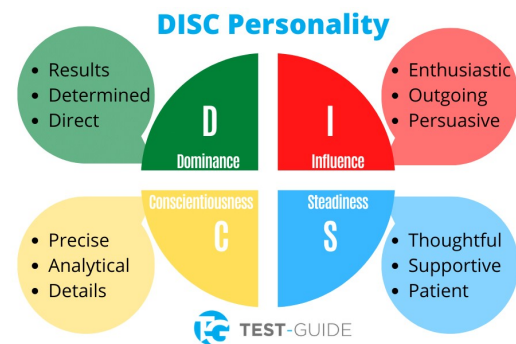 DISC Personality
• Results
• Determined
• Direct
D
Dominance
I
Influence
• Enthusiastic
• Outgoing
• Persuasive
• Precise
• Analytical
• Details
Conscientiousness
C
Steadiness
S
• Thoughtful
• Supportive
• Patient
TG TEST-GUIDE